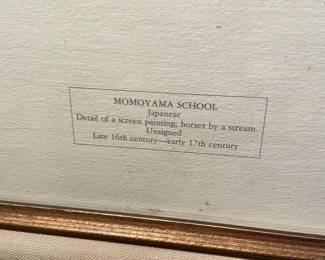 MOMOYAMA SCHOOL
Japanese
Detail of a screen painting; horses by a stream.
Unsigned
Late 16th century—early 17th century